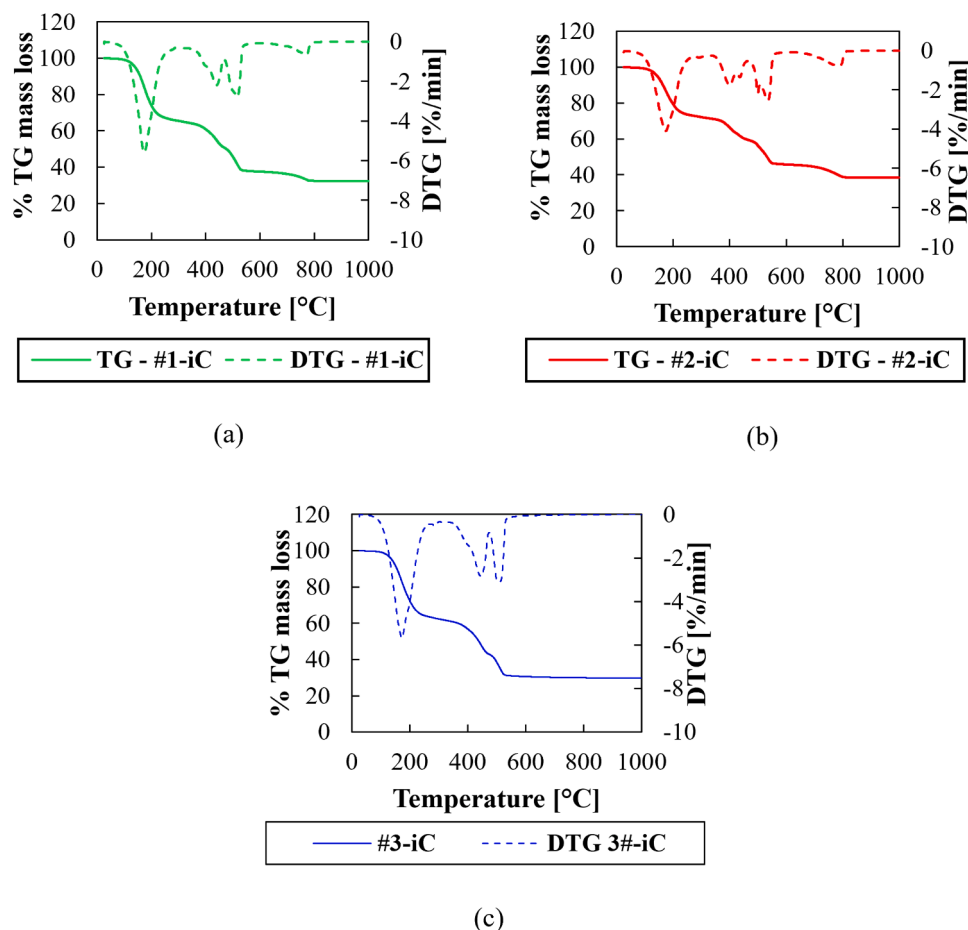 % TG mass loss
120
100
80
60
40
20
0
0 200 400 600 800 1000
0
-2
-4
-6
-8
-10
DTG [%/min]
Temperature [°C]
TG - #1-iC DTG - #1-iC
(a)
% TG mass loss
120
100
80
60
40
20
0
0 200 400 600 800 1000
0
-2
-4
-6
-8
-10
DTG [%/min]
Temperature [°C]
TG - #2-iC DTG - #2-iC
(b)
% TG mass loss
120
100
80
60
40
20
0
0 200 400 600 800 1000
0
-2
-4
-6
-8
-10
DTG [%/min]
Temperature [°C]
#3-iC DTG 3#-iC
(c)